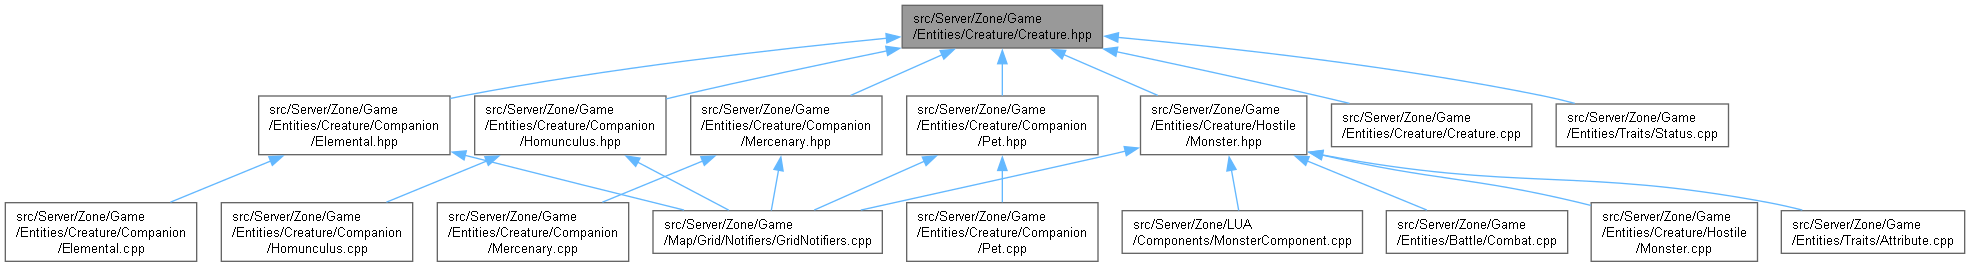 src/Server/Zone/Game
/Entities/Creature/Creature.hpp
src/Server/Zone/Game
/Entities/Creature/Companion
/Elemental.hpp
src/Server/Zone/Game
/Entities/Creature/Companion
/Homunculus.hpp
src/Server/Zone/Game
/Entities/Creature/Companion
/Mercenary.hpp
src/Server/Zone/Game
/Entities/Creature/Companion
/Pet.hpp
src/Server/Zone/Game
/Entities/Creature/Hostile
/Monster.hpp
src/Server/Zone/Game
/Entities/Creature/Creature.cpp
src/Server/Zone/Game
/Entities/Traits/Status.cpp
src/Server/Zone/Game
/Entities/Creature/Companion
/Elemental.cpp
src/Server/Zone/Game
/Entities/Creature/Companion
/Homunculus.cpp
src/Server/Zone/Game
/Entities/Creature/Companion
/Mercenary.cpp
src/Server/Zone/Game
/Map/Grid/Notifiers/GridNotifiers.cpp
src/Server/Zone/Game
/Entities/Creature/Companion
/Pet.cpp
src/Server/Zone/LUA
/Components/MonsterComponent.cpp
src/Server/Zone/Game
/Entities/Battle/Combat.cpp
src/Server/Zone/Game
/Entities/Creature/Hostile
/Monster.cpp
src/Server/Zone/Game
/Entities/Traits/Attribute.cpp